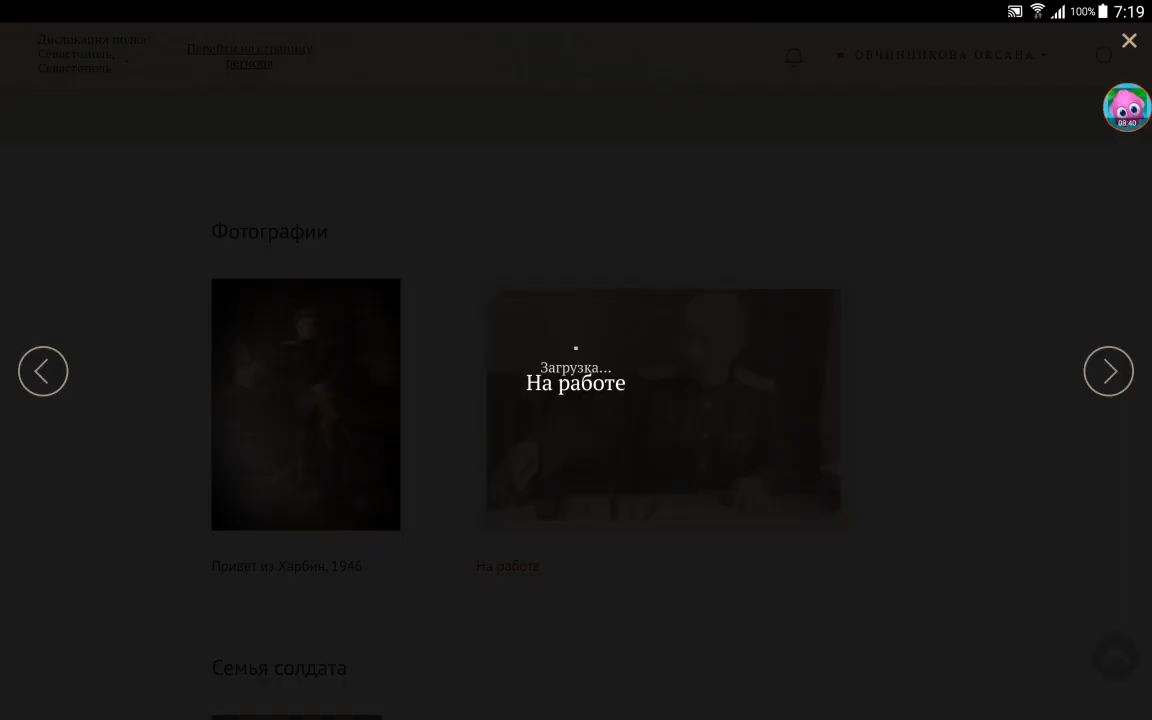 100% 7:19
Дислокация полка:
Севастополь,
Севастополь
Перейти на страницу
региона
ОВЧИННИКОВА ОКСАНА
08:40
Фотографии
Загрузка...
На работе
Привет из Харбин, 1946
На работе
Семья солдата